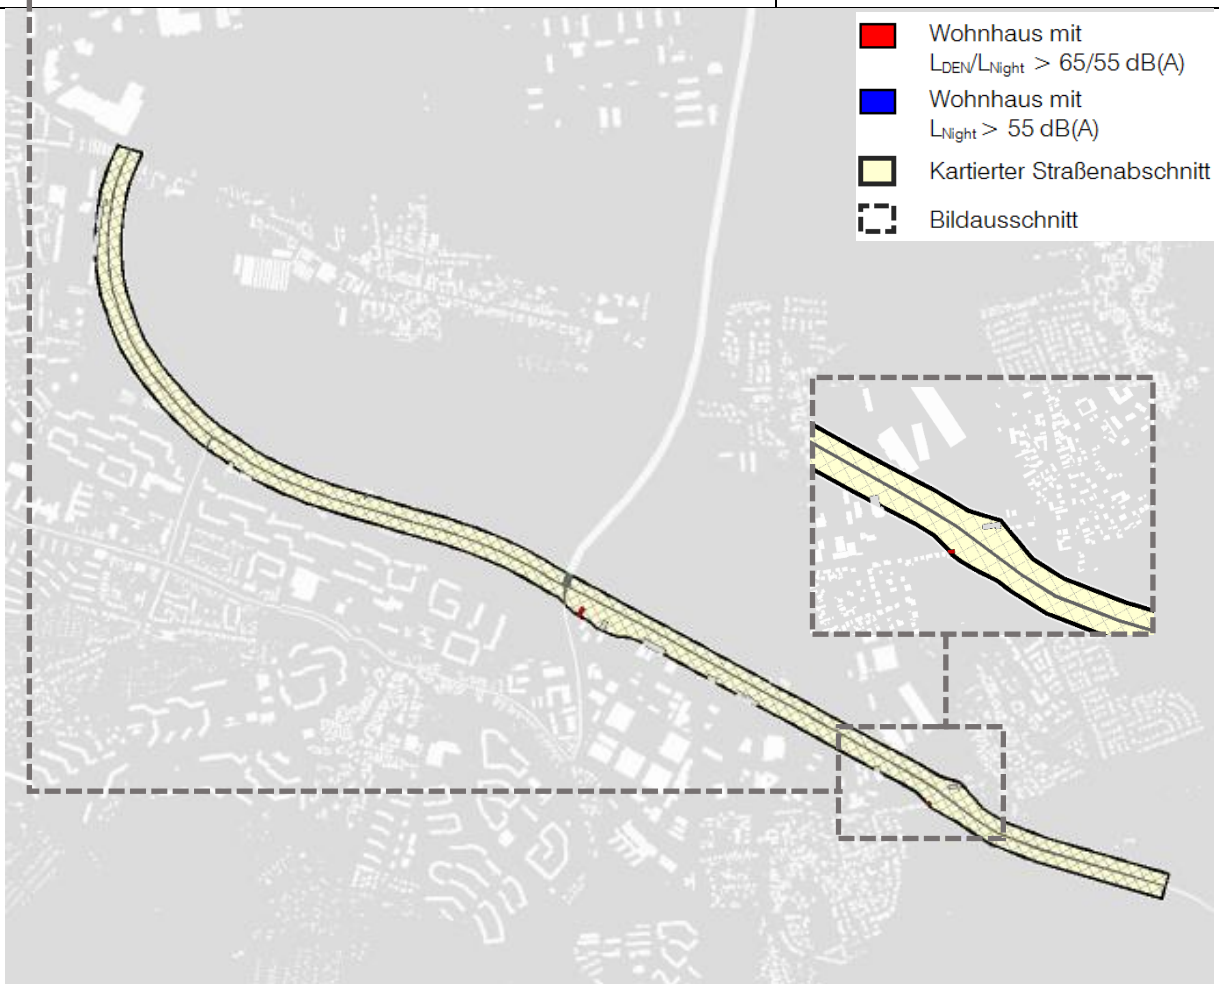 Wohnhaus mit
LDEN/LNight > 65/55 dB(A)
Wohnhaus mit
LNight > 55 dB(A)
Kartierter Straßenabschnitt
Bildausschnitt